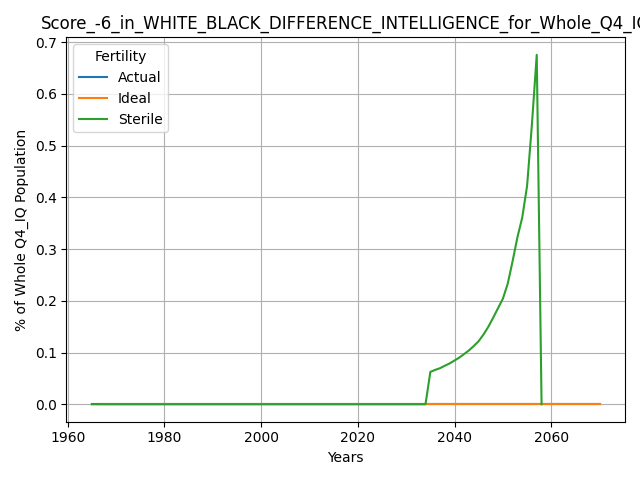 Score_-6_in_WHITE_BLACK_DIFFERENCE_INTELLIGENCE_for_Whole_Q4_IQ
Fertility
Actual
Ideal
Sterile
% of Whole Q4_IQ Population
0.7
0.6
0.5
0.4
0.3
0.2
0.1
0.0
1960 1980 2000 2020 2040 2060
Years